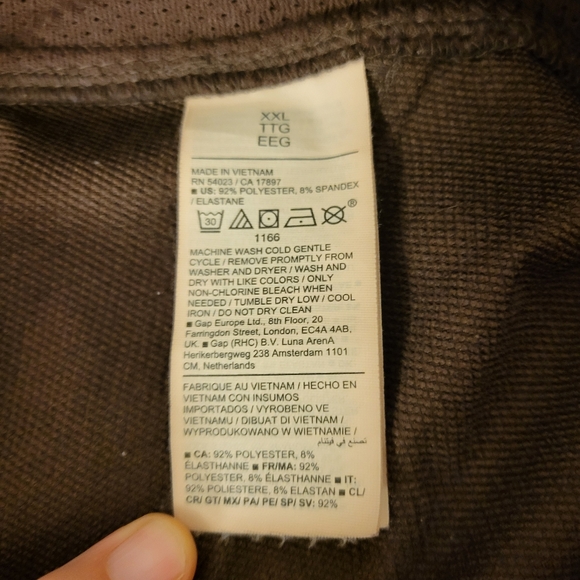 XXL
TTG
EEG
MADE IN VIETNAM
RN 54023 / CA 17897
■ US: 92% POLYESTER, 8% SPANDEX
/ ELASTANE
30
®
1166
MACHINE WASH COLD GENTLE
CYCLE / REMOVE PROMPTLY FROM
WASHER AND DRYER / WASH AND
DRY WITH LIKE COLORS / ONLY
NON-CHLORINE BLEACH WHEN
NEEDED / TUMBLE DRY LOW / COOL
IRON / DO NOT DRY CLEAN
■ Gap Europe Ltd., 8th Floor, 20
Farringdon Street, London, EC4A 4AB,
UK. ■ Gap (RHC) B.V. Luna ArenA
Herikerbergweg 238 Amsterdam 1101
CM, Netherlands
FABRIQUE AU VIETNAM / HECHO EN
VIETNAM CON INSUMOS
IMPORTADOS / VYROBENO VE
VIETNAMU / DIBUAT DI VIETNAM /
WYPRODUKOWANO W WIETNAMIE /
تصنع في فيتنام
■ CA: 92% POLYESTER, 8%
ÉLASTHANNE ■ FR/MA: 92%
POLYESTER, 8% ÉLASTHANNE ■ IT:
92% POLIESTERE, 8% ELASTAN ■ CL/
CR/ GT/ MX/ PA/ PE/ SP/ SV: 92%